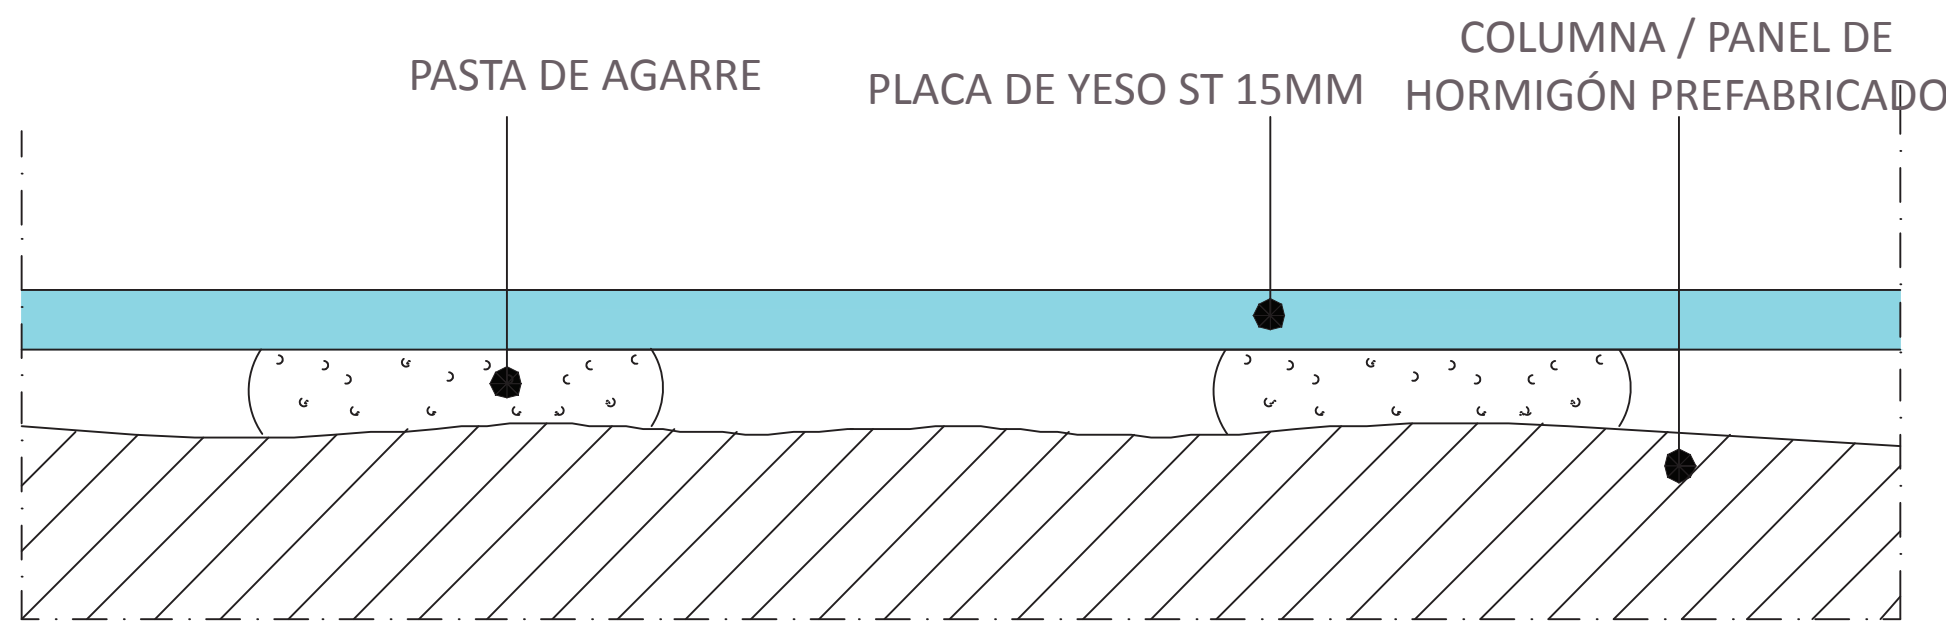 PASTA DE AGARRE
PLACA DE YESO ST 15MM
COLUMNA / PANEL DE
HORMIGÓN PREFABRICADO